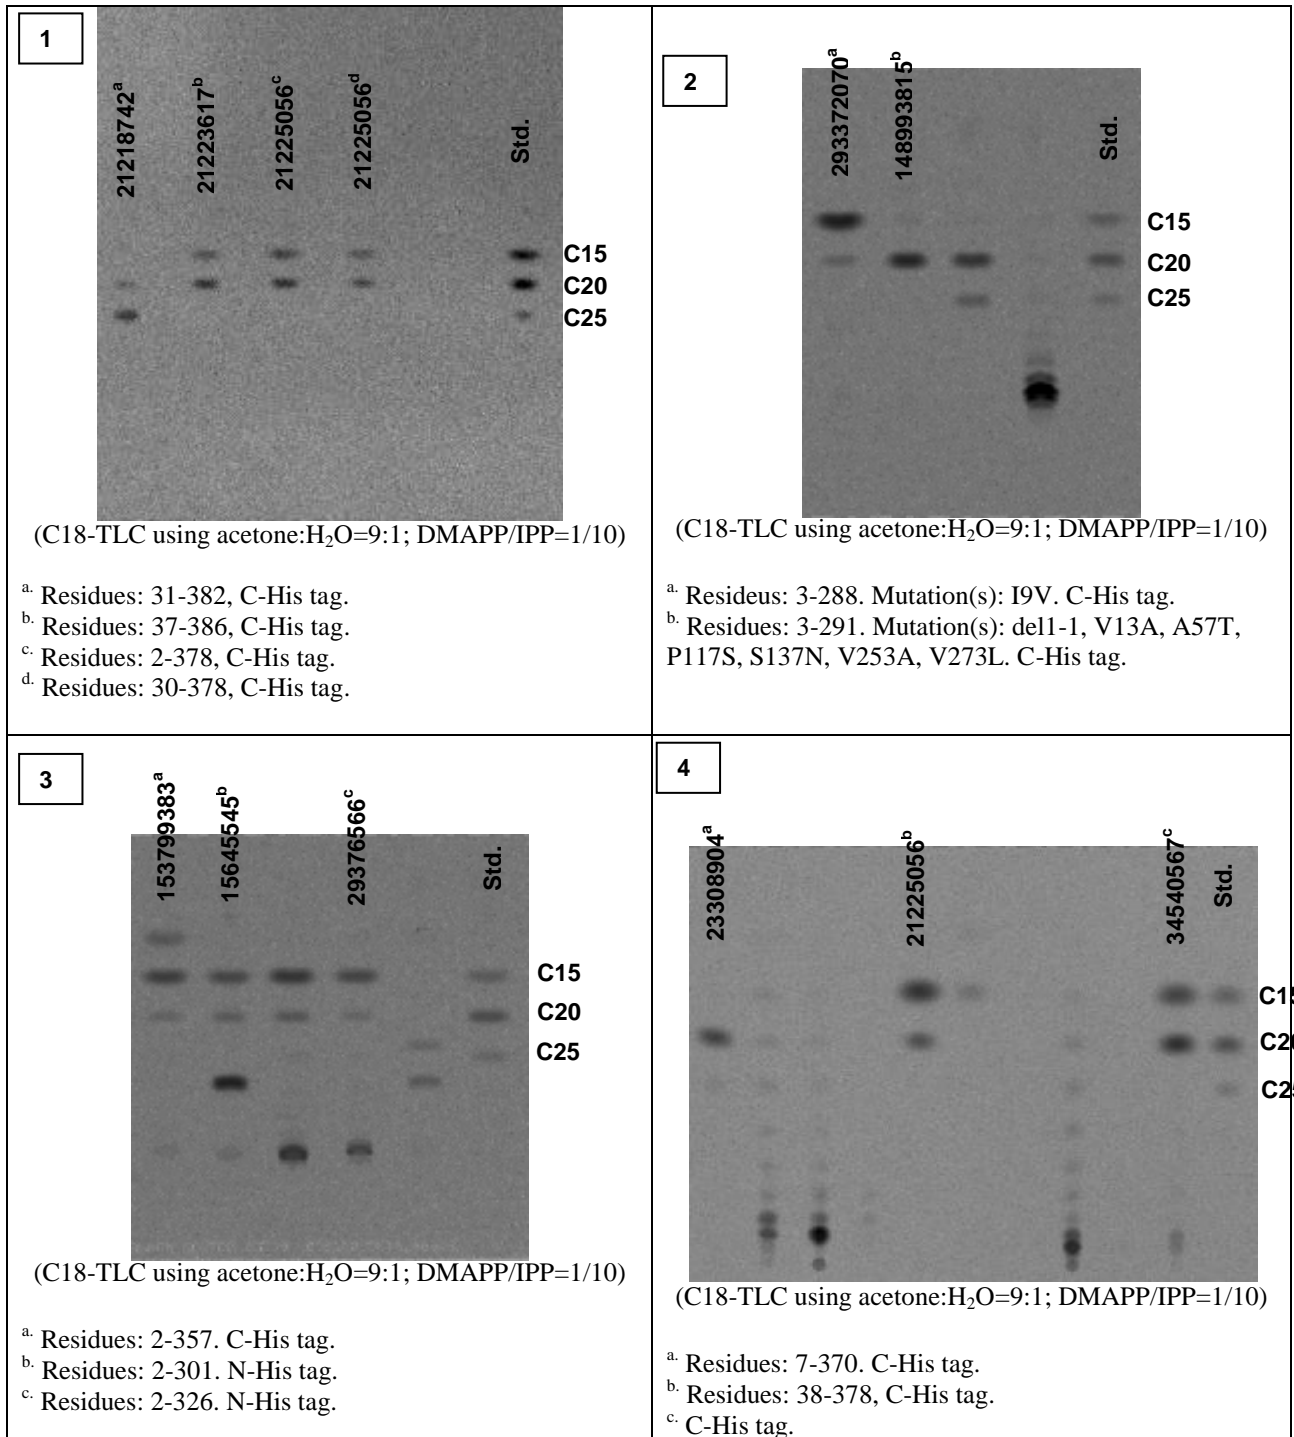 1
21218742a
21223617b
21225056c
21225056d
Std.
C15
C20
C25
(C18-TLC using acetone:H2O=9:1; DMAPP/IPP=1/10)
a. Residues: 31-382, C-His tag.
b. Residues: 37-386, C-His tag.
c. Residues: 2-378, C-His tag.
d. Residues: 30-378, C-His tag.
2
293372070a
148993815b
Std.
C15
C20
C25
(C18-TLC using acetone:H2O=9:1; DMAPP/IPP=1/10)
a. Resideus: 3-288. Mutation(s): I9V. C-His tag.
b. Residues: 3-291. Mutation(s): del1-1, V13A, A57T,
P117S, S137N, V253A, V273L. C-His tag.
3
153799383a
15645545b
29376566c
Std.
C15
C20
C25
(C18-TLC using acetone:H2O=9:1; DMAPP/IPP=1/10)
a. Residues: 2-357. C-His tag.
b. Residues: 2-301. N-His tag.
c. Residues: 2-326. N-His tag.
4
23308904a
21225056b
34540567c
Std.
C15
C20
C25
(C18-TLC using acetone:H2O=9:1; DMAPP/IPP=1/10)
a. Residues: 7-370. C-His tag.
b. Residues: 38-378, C-His tag.
c. C-His tag.